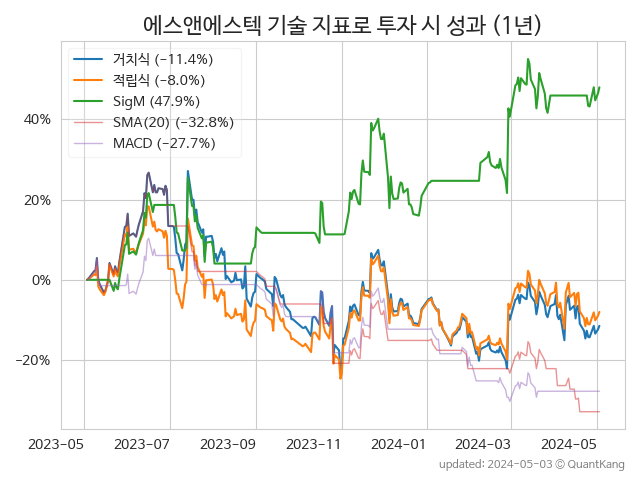 에스앤에스텍 기술 지표로 투자 시 성과 (1년)
거치식 (−11.4%)
적립식 (−8.0%)
SigM (47.9%)
SMA(20) (−32.8%)
MACD (−27.7%)
40%
20%
0%
−20%
2023-05 2023-07 2023-09 2023-11 2024-01 2024-03 2024-05
updated: 2024-05-03 © QuantKang